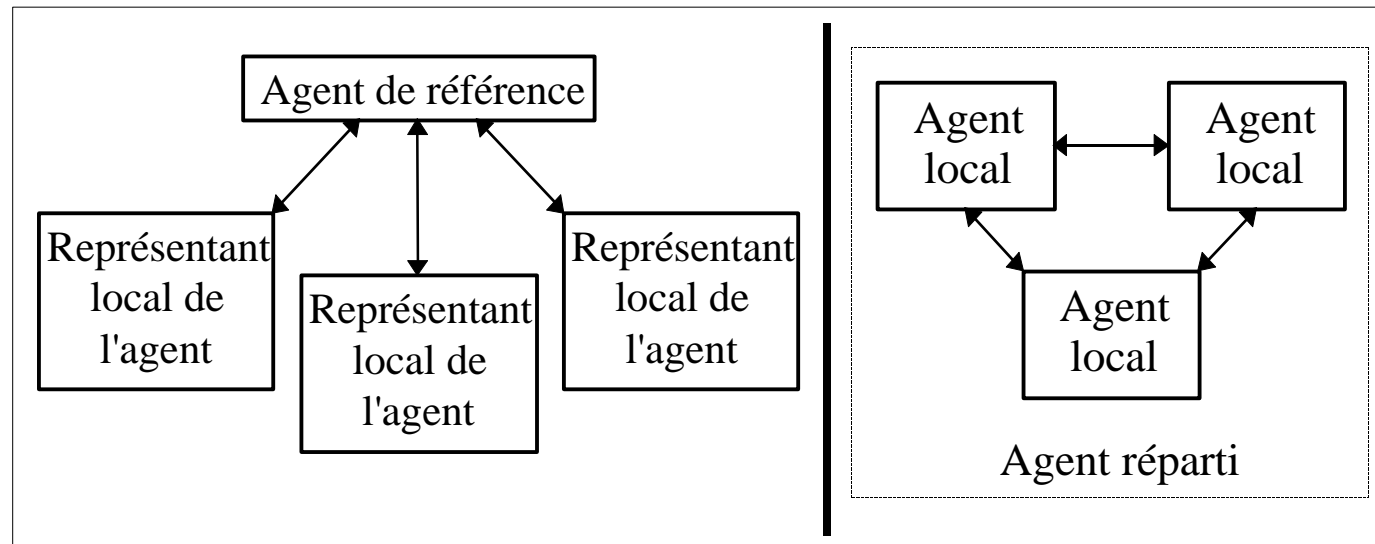 Agent de référence
Représentant
local de
l'agent
Représentant
local de
l'agent
Représentant
local de
l'agent
Agent
local
Agent
local
Agent
local
Agent réparti